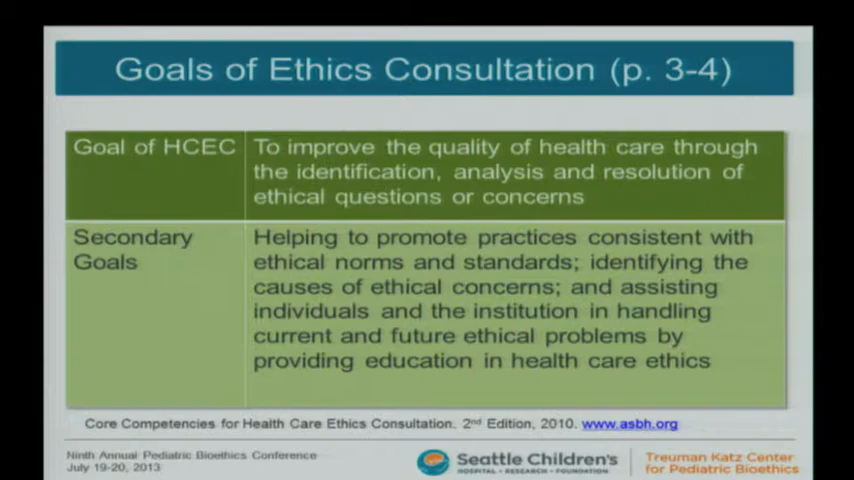 Goals of Ethics Consultation (p. 3-4)
Goal of HCEC
To improve the quality of health care through
the identification, analysis and resolution of
ethical questions or concerns
Secondary
Goals
Helping to promote practices consistent with
ethical norms and standards; identifying the
causes of ethical concerns; and assisting
individuals and the institution in handling
current and future ethical problems by
providing education in health care ethics
Core Competencies for Health Care Ethics Consultation. 2nd Edition, 2010. www.asbh.org
Ninth Annual Pediatric Bioethics Conference
July 19-20, 2013
Seattle Children's
HOSPITAL • RESEARCH • FOUNDATION
Treuman Katz Center
for Pediatric Bioethics